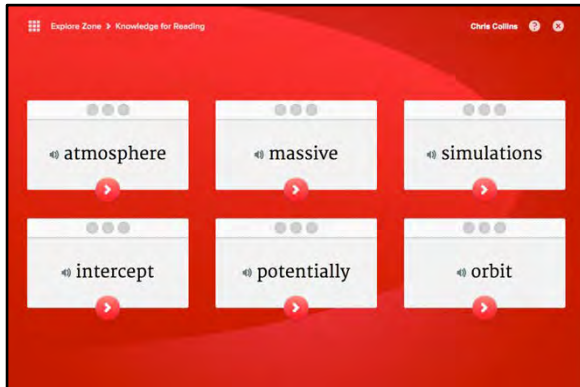 Explore Zone > Knowledge for Reading
Chris Collins ? x
atmosphere
massive
simulations
intercept
potentially
orbit